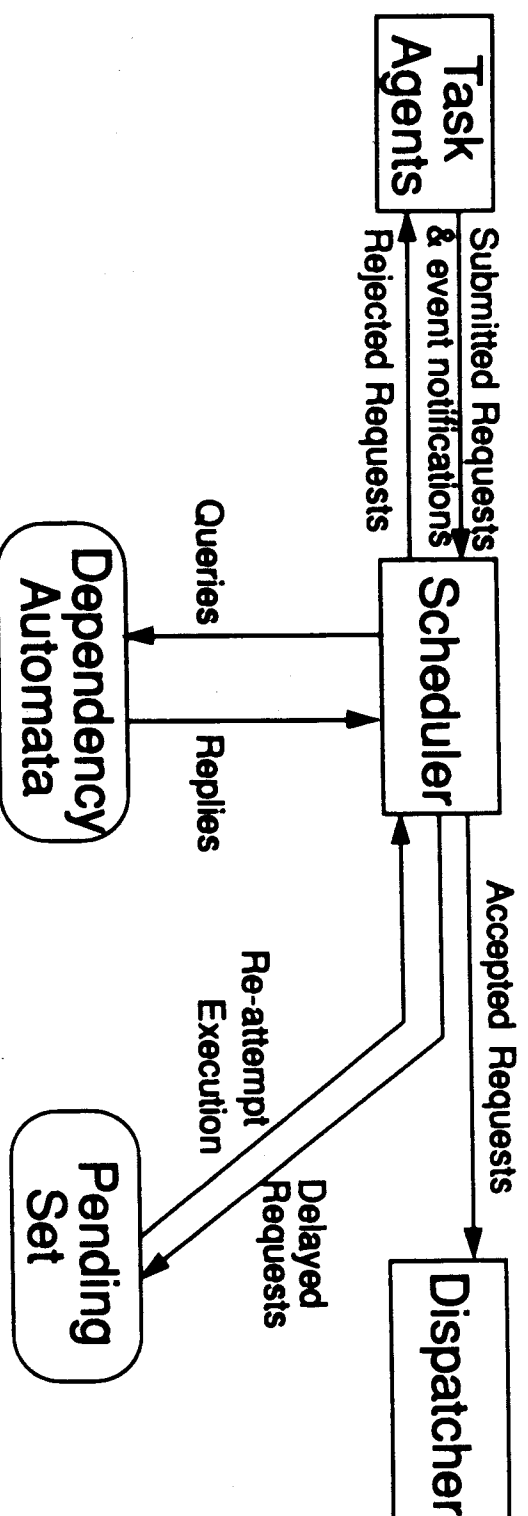 Task
Agents
Submitted Requests
& event notifications
Rejected Requests
Scheduler
Accepted Requests
Dispatcher
Queries
Replies
Dependency
Automata
Re-attempt
Execution
Delayed
Requests
Pending
Set